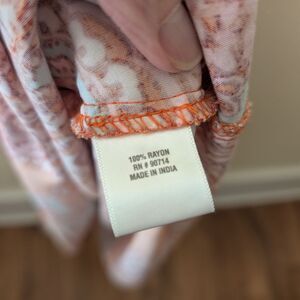 100% RAYON
RN # 90714
MADE IN INDIA